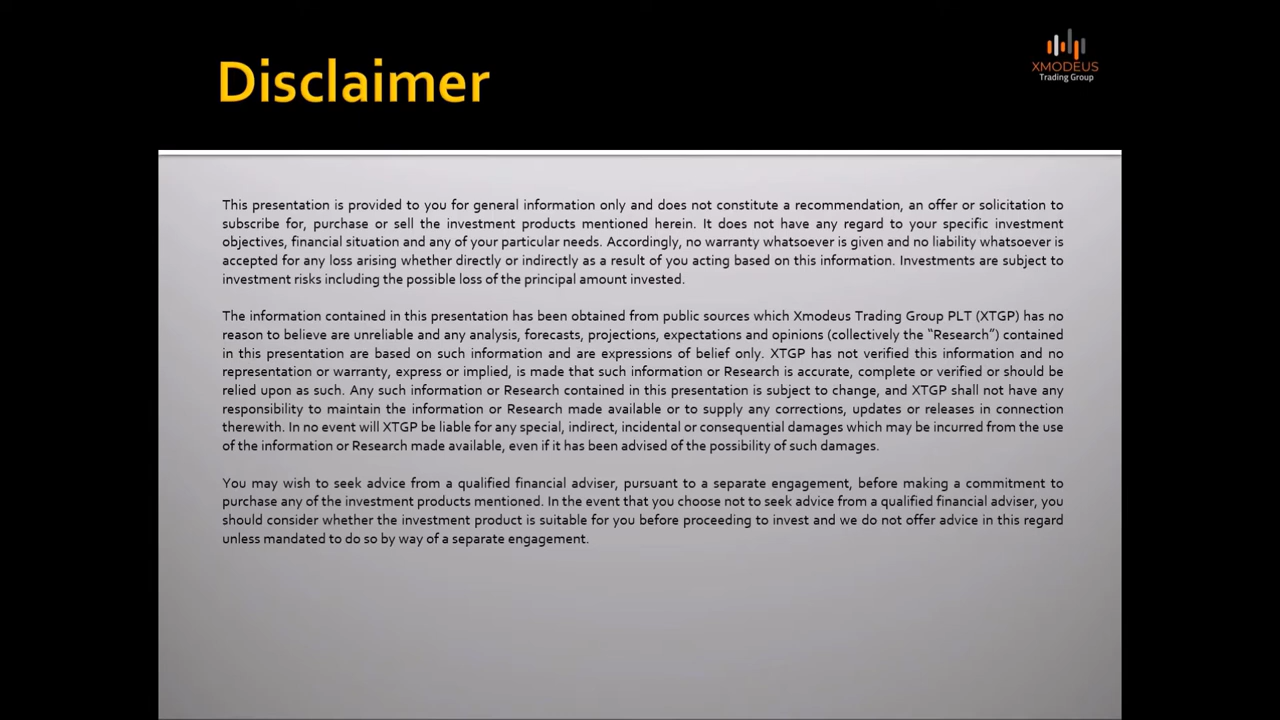 Disclaimer
XMODEUS
Trading Group
This presentation is provided to you for general information only and does not constitute a recommendation, an offer or solicitation to
subscribe for, purchase or sell the investment products mentioned herein. It does not have any regard to your specific investment
objectives, financial situation and any of your particular needs. Accordingly, no warranty whatsoever is given and no liability whatsoever is
accepted for any loss arising whether directly or indirectly as a result of you acting based on this information. Investments are subject to
investment risks including the possible loss of the principal amount invested.
The information contained in this presentation has been obtained from public sources which Xmodeus Trading Group PLT (XTGP) has no
reason to believe are unreliable and any analysis, forecasts, projections, expectations and opinions (collectively the “Research”) contained
in this presentation are based on such information and are expressions of belief only. XTGP has not verified this information and no
representation or warranty, express or implied, is made that such information or Research is accurate, complete or verified or should be
relied upon as such. Any such information or Research contained in this presentation is subject to change, and XTGP shall not have any
responsibility to maintain the information or Research made available or to supply any corrections, updates or releases in connection
therewith. In no event will XTGP be liable for any special, indirect, incidental or consequential damages which may be incurred from the use
of the information or Research made available, even if it has been advised of the possibility of such damages.
You may wish to seek advice from a qualified financial adviser, pursuant to a separate engagement, before making a commitment to
purchase any of the investment products mentioned. In the event that you choose not to seek advice from a qualified financial adviser, you
should consider whether the investment product is suitable for you before proceeding to invest and we do not offer advice in this regard
unless mandated to do so by way of a separate engagement.